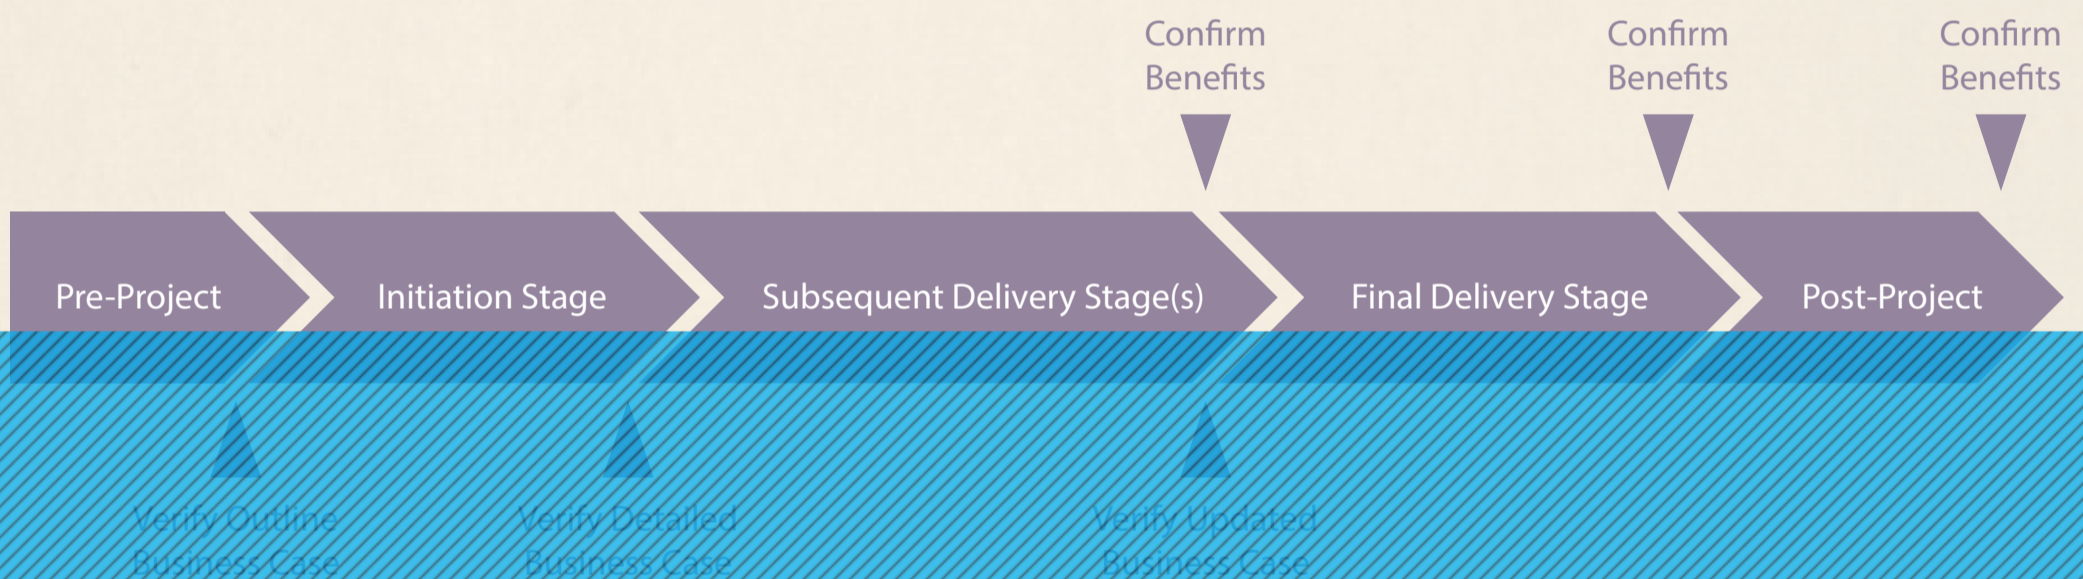 Confirm
Benefits
Confirm
Benefits
Confirm
Benefits
Pre-Project
Initiation Stage
Subsequent Delivery Stage(s)
Final Delivery Stage
Post-Project
Verify Outline
Business Case
Verify Detailed
Business Case
Verify Updated
Business Case